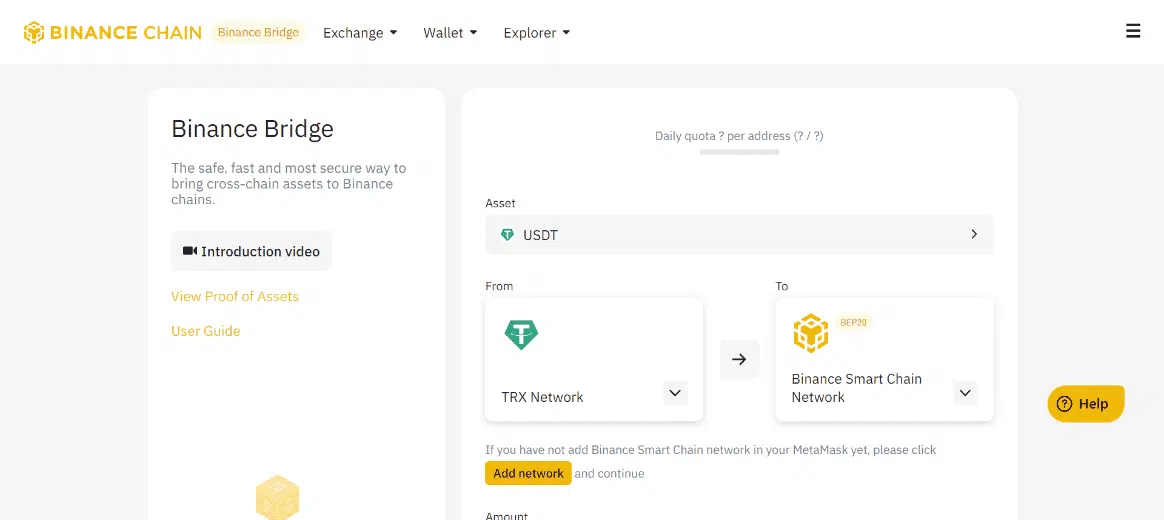 BINANCE CHAIN Binance Bridge Exchange Wallet Explorer
Binance Bridge
The safe, fast and most secure way to
bring cross-chain assets to Binance
chains.
Introduction video
View Proof of Assets
User Guide
Daily quota ? per address (? / ?)
Asset
USDT
From To
BEP20
TRX Network
Binance Smart Chain
Network
If you have not add Binance Smart Chain network in your MetaMask yet, please click
Add network and continue
Amount
Help